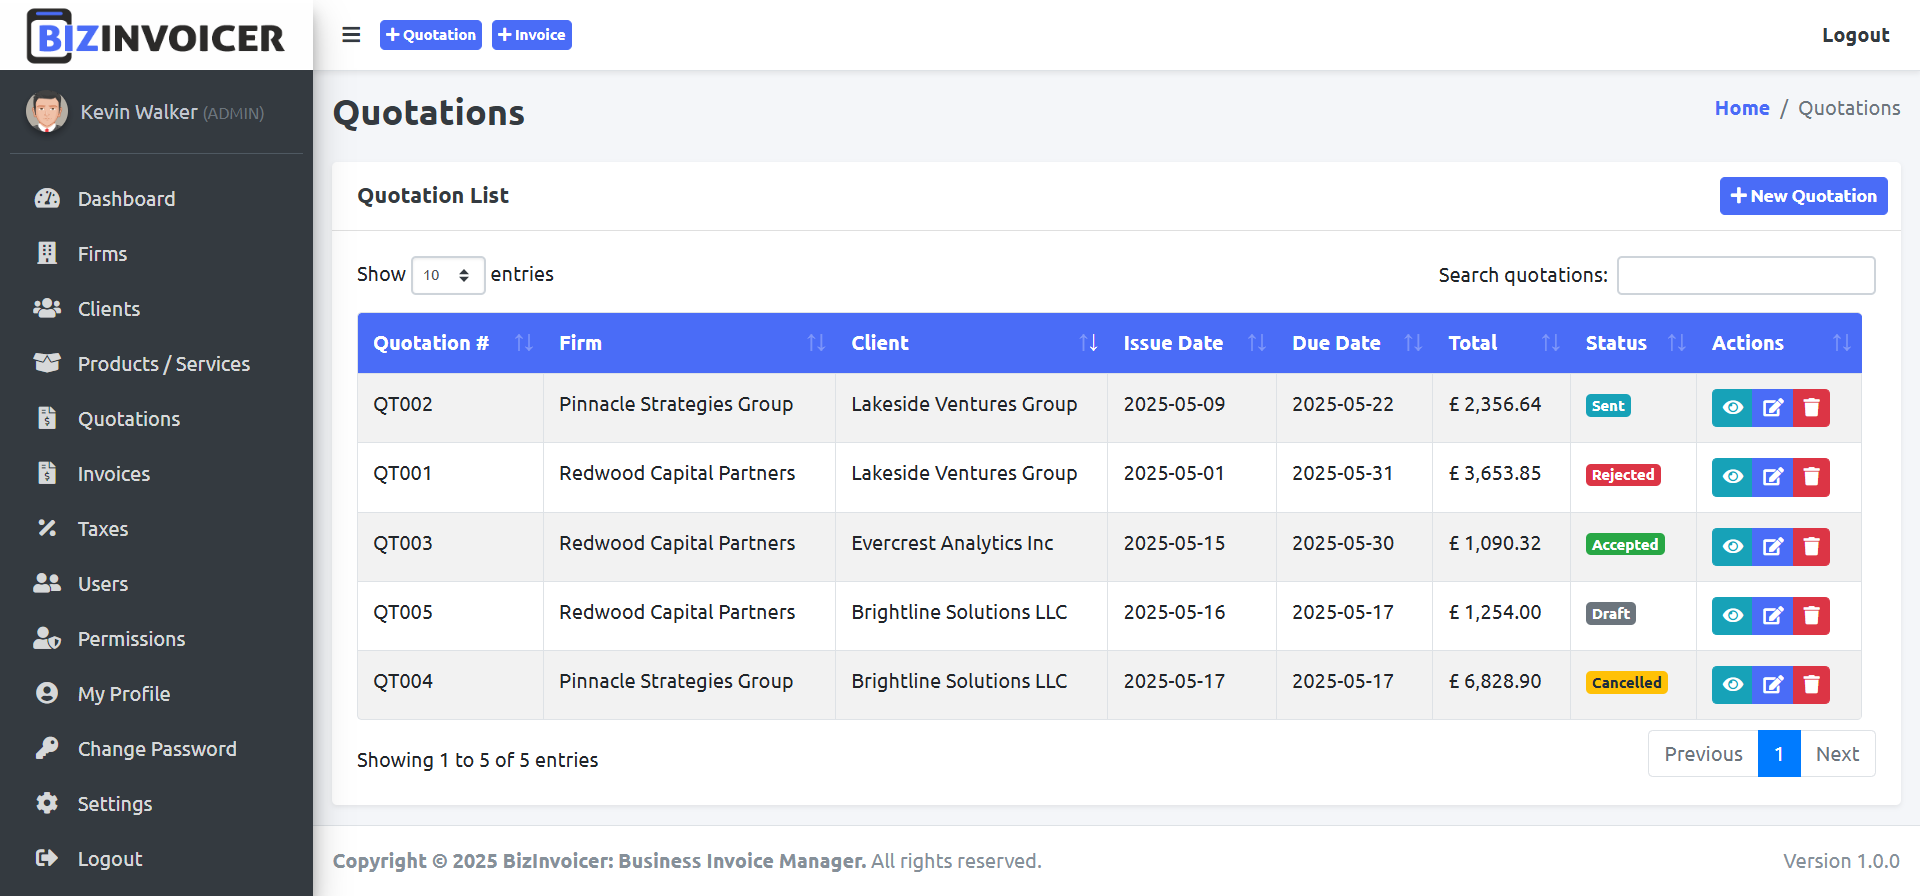 BIZINVOICER
Quotation Invoice Logout
Kevin Walker (ADMIN)
Dashboard
Firms
Clients
Products / Services
Quotations
Invoices
Taxes
Users
Permissions
My Profile
Change Password
Settings
Logout
Quotations
Home / Quotations
Quotation List
New Quotation
Show 10 entries
Search quotations:
Quotation # Firm Client Issue Date Due Date Total Status Actions
QT002 Pinnacle Strategies Group Lakeside Ventures Group 2025-05-09 2025-05-22 £ 2,356.64 Sent
QT001 Redwood Capital Partners Lakeside Ventures Group 2025-05-01 2025-05-31 £ 3,653.85 Rejected
QT003 Redwood Capital Partners Evercrest Analytics Inc 2025-05-15 2025-05-30 £ 1,090.32 Accepted
QT005 Redwood Capital Partners Brightline Solutions LLC 2025-05-16 2025-05-17 £ 1,254.00 Draft
QT004 Pinnacle Strategies Group Brightline Solutions LLC 2025-05-17 2025-05-17 £ 6,828.90 Cancelled
Showing 1 to 5 of 5 entries
Previous 1 Next
Copyright © 2025 BizInvoicer: Business Invoice Manager. All rights reserved.
Version 1.0.0